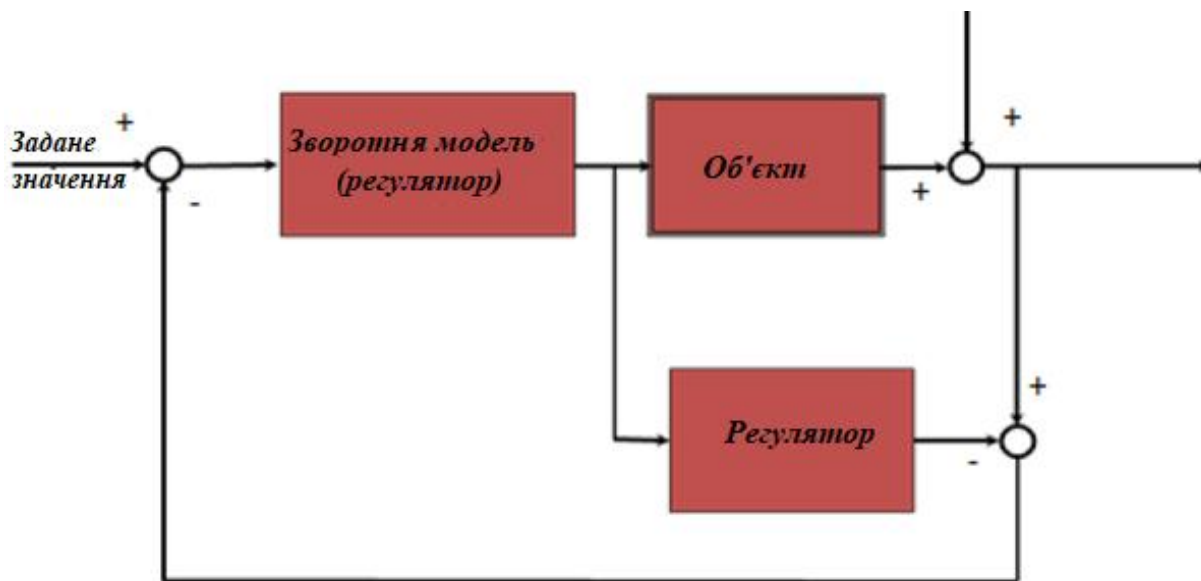 Задане
значення
+
-
Зворотня модель
(регулятор)
Об'єкт
+
+
Регулятор
+
-